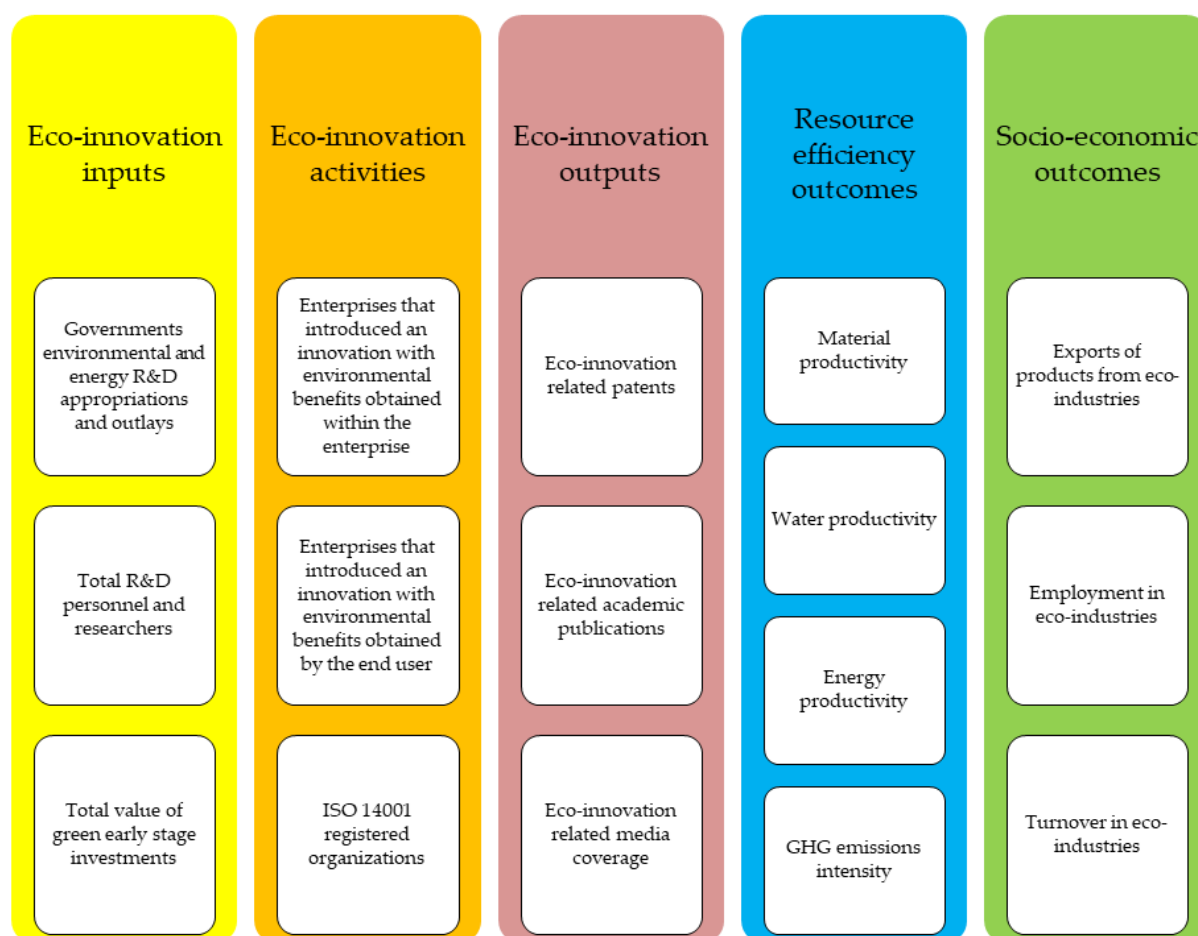 Eco-innovation
inputs
Governments
environmental and
energy R&D
appropriations
and outlays
Total R&D
personnel and
researchers
Total value of
green early stage
investments
Eco-innovation
activities
Enterprises that
introduced an
innovation with
environmental
benefits obtained
within the
enterprise
Enterprises that
introduced an
innovation with
environmental
benefits obtained
by the end user
ISO 14001
registered
organizations
Eco-innovation
outputs
Eco-innovation
related patents
Eco-innovation
related academic
publications
Eco-innovation
related media
coverage
Resource
efficiency
outcomes
Material
productivity
Water productivity
Energy
productivity
GHG emissions
intensity
Socio-economic
outcomes
Exports of
products from eco-
industries
Employment in
eco-industries
Turnover in eco-
industries